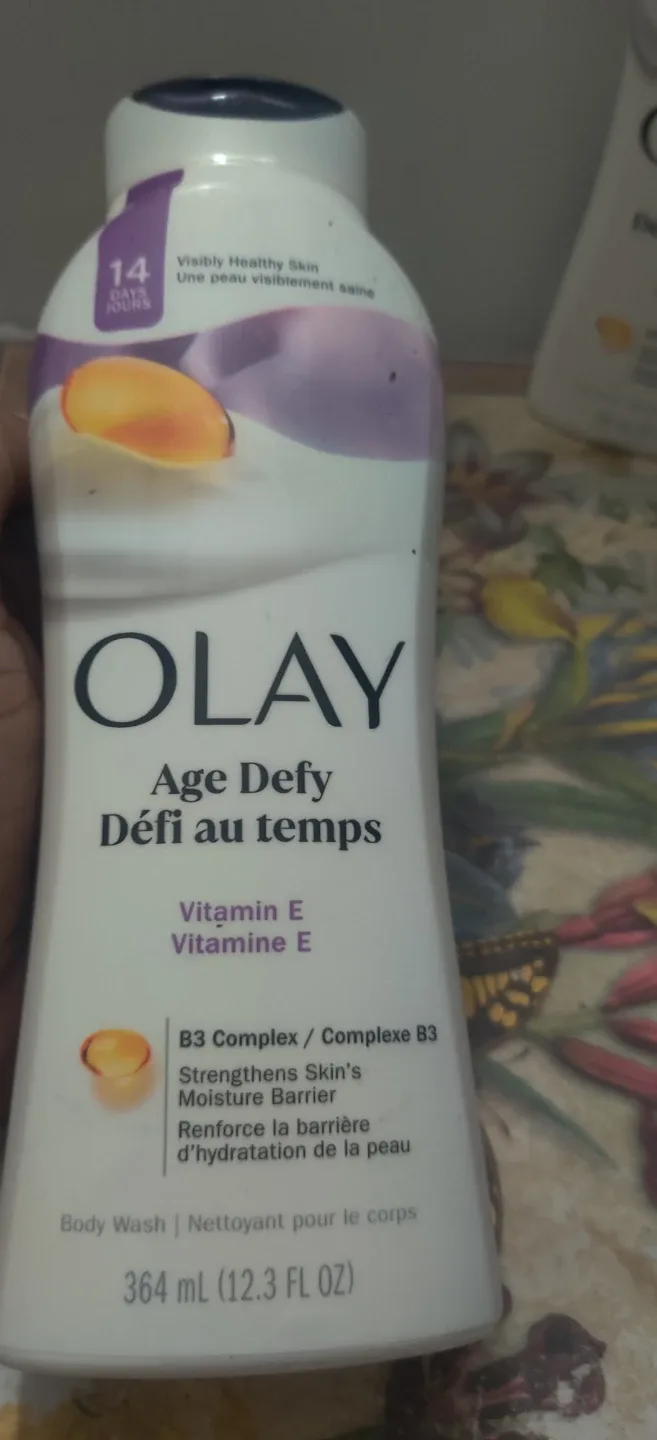 14
DAYS
JOURS
Visibly Healthy Skin
Une peau visiblement saine
OLAY
Age Defy
Défi au temps
Vitamin E
Vitamine E
B3 Complex / Complexe B3
Strengthens Skin's
Moisture Barrier
Renforce la barrière
d'hydratation de la peau
Body Wash | Nettoyant pour le corps
364 mL (12.3 FL OZ)